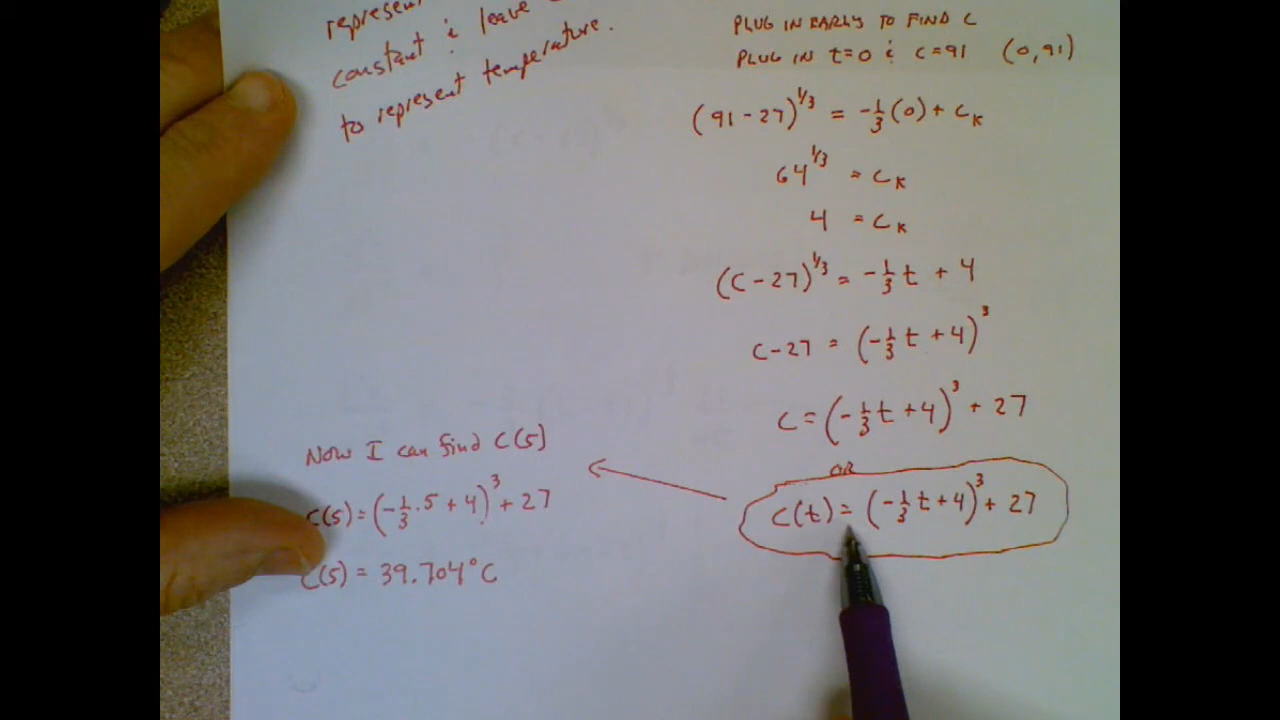 represent
constant & leave
to represent temperature.
PLUG IN EARLY TO FIND C
PLUG IN t=0 & C=91 (0,91)
(91-27)^1/3 = -1/3(0) + C_K
64^1/3 = C_K
4 = C_K
(C-27)^1/3 = -1/3 t + 4
C-27 = (-1/3 t + 4)^3
C = (-1/3 t + 4)^3 + 27
OR
C(t) = (-1/3 t + 4)^3 + 27
Now I can find C(5)
C(5) = (-1/3 · 5 + 4)^3 + 27
C(5) = 39.704°C